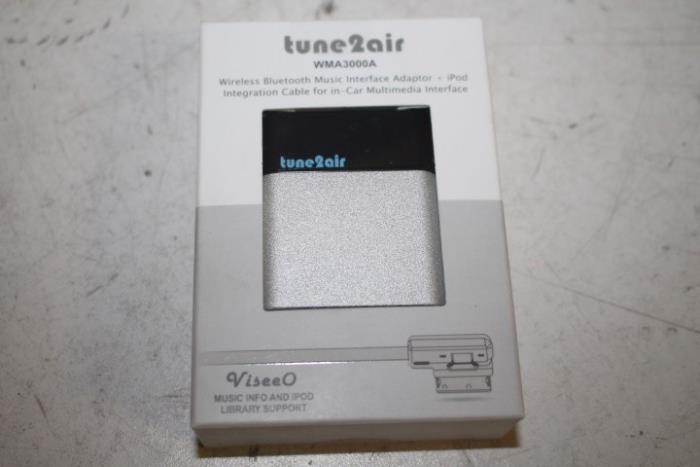 tune2air
WMA3000A
Wireless Bluetooth Music Interface Adaptor + iPod
Integration Cable for in-Car Multimedia Interface
tune2air
ViseeO
MUSIC INFO AND IPOD
LIBRARY SUPPORT